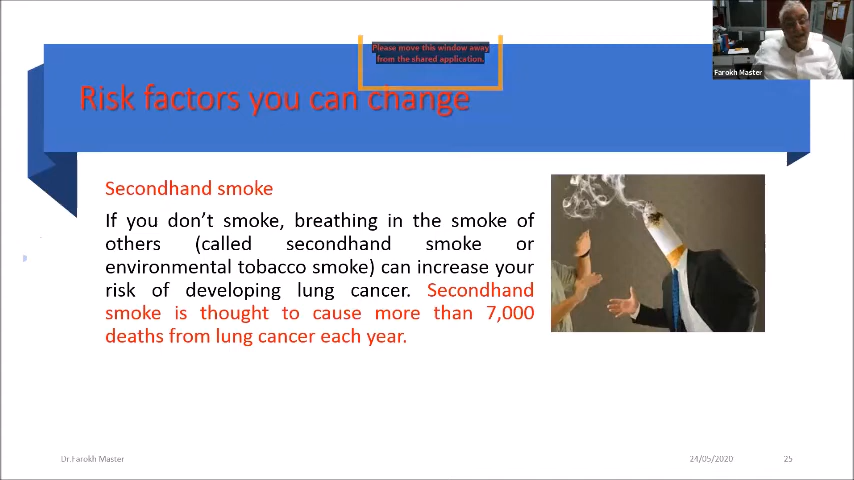 Please move this window away
from the shared application.
Farokh Master
Risk factors you can change
Secondhand smoke
If you don’t smoke, breathing in the smoke of
others (called secondhand smoke or
environmental tobacco smoke) can increase your
risk of developing lung cancer. Secondhand
smoke is thought to cause more than 7,000
deaths from lung cancer each year.
Dr.Farokh Master
24/05/2020
25